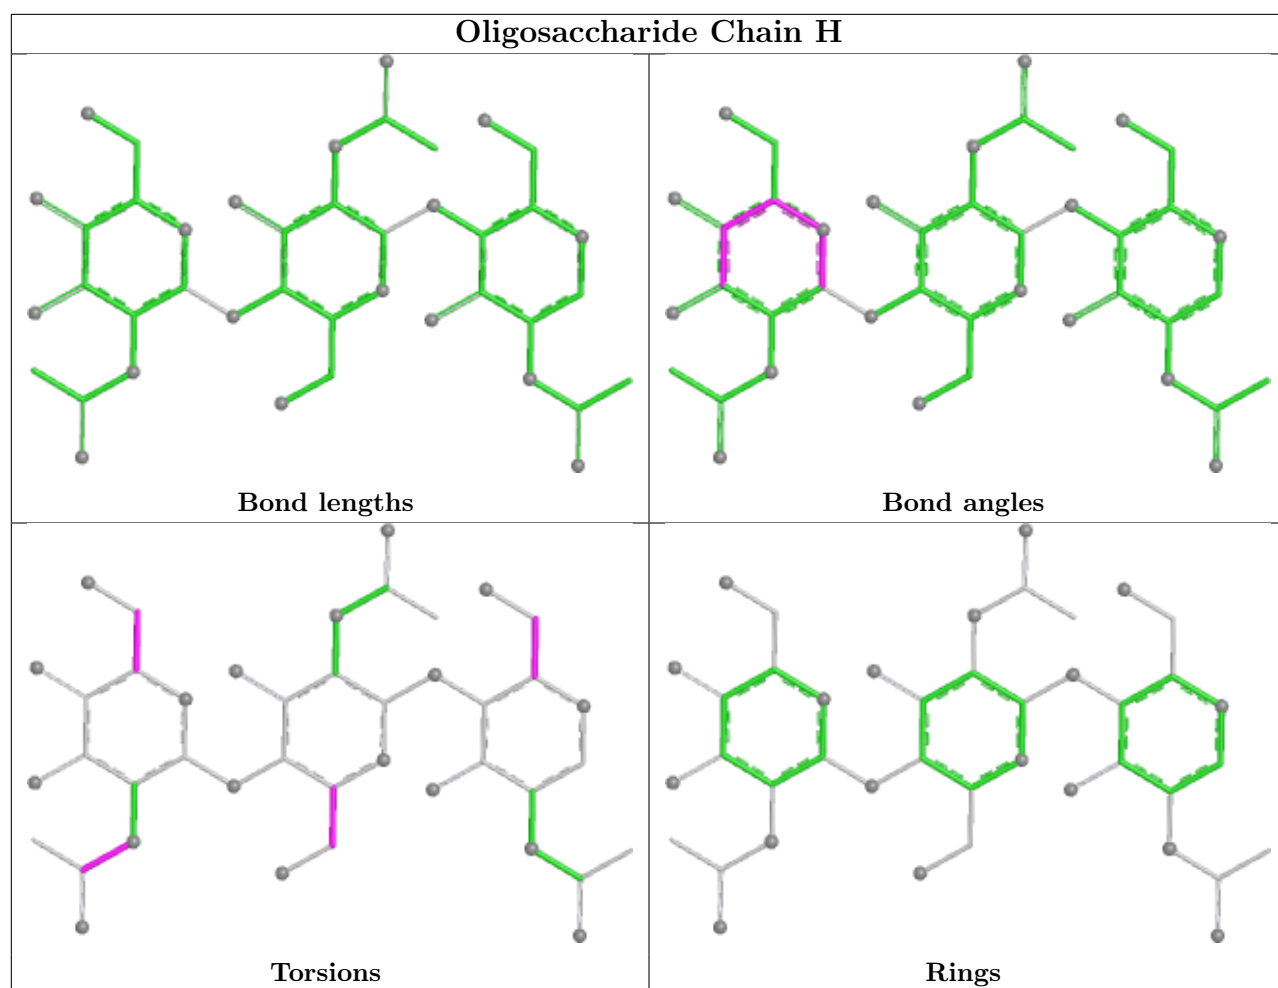 Oligosaccharide Chain H
Bond lengths
Bond angles
Torsions
Rings